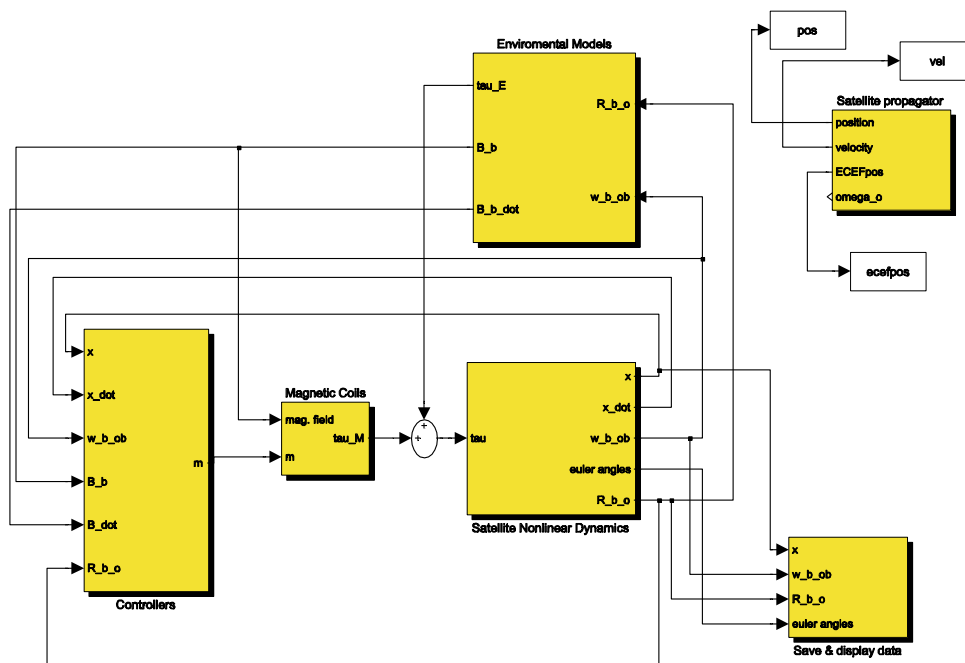 Enviromental Models
tau_E
B_b
B_b_dot
R_b_o
w_b_ob
pos
vel
Satellite propagator
position
velocity
ECEFpos
omega_o
ecefpos
x
x_dot
w_b_ob
B_b
B_dot
R_b_o
m
Controllers
Magnetic Coils
mag. field
tau_M
m
+
+
tau
x
x_dot
w_b_ob
euler angles
R_b_o
Satellite Nonlinear Dynamics
x
w_b_ob
R_b_o
euler angles
Save & display data